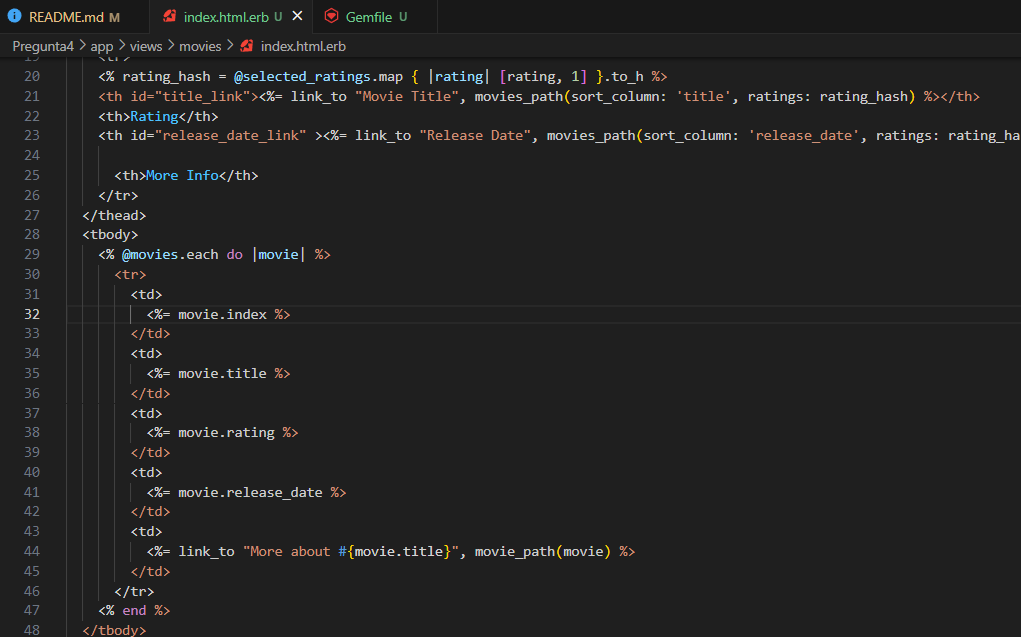 README.md M index.html.erb U Gemfile U
Pregunta4 > app > views > movies > index.html.erb
19 <tr>
20 <% rating_hash = @selected_ratings.map { |rating| [rating, 1] }.to_h %>
21 <th id="title_link"><%= link_to "Movie Title", movies_path(sort_column: 'title', ratings: rating_hash) %></th>
22 <th>Rating</th>
23 <th id="release_date_link" ><%= link_to "Release Date", movies_path(sort_column: 'release_date', ratings: rating_ha
24
25 <th>More Info</th>
26 </tr>
27 </thead>
28 <tbody>
29 <% @movies.each do |movie| %>
30 <tr>
31 <td>
32 <%= movie.index %>
33 </td>
34 <td>
35 <%= movie.title %>
36 </td>
37 <td>
38 <%= movie.rating %>
39 </td>
40 <td>
41 <%= movie.release_date %>
42 </td>
43 <td>
44 <%= link_to "More about #{movie.title}", movie_path(movie) %>
45 </td>
46 </tr>
47 <% end %>
48 </tbody>